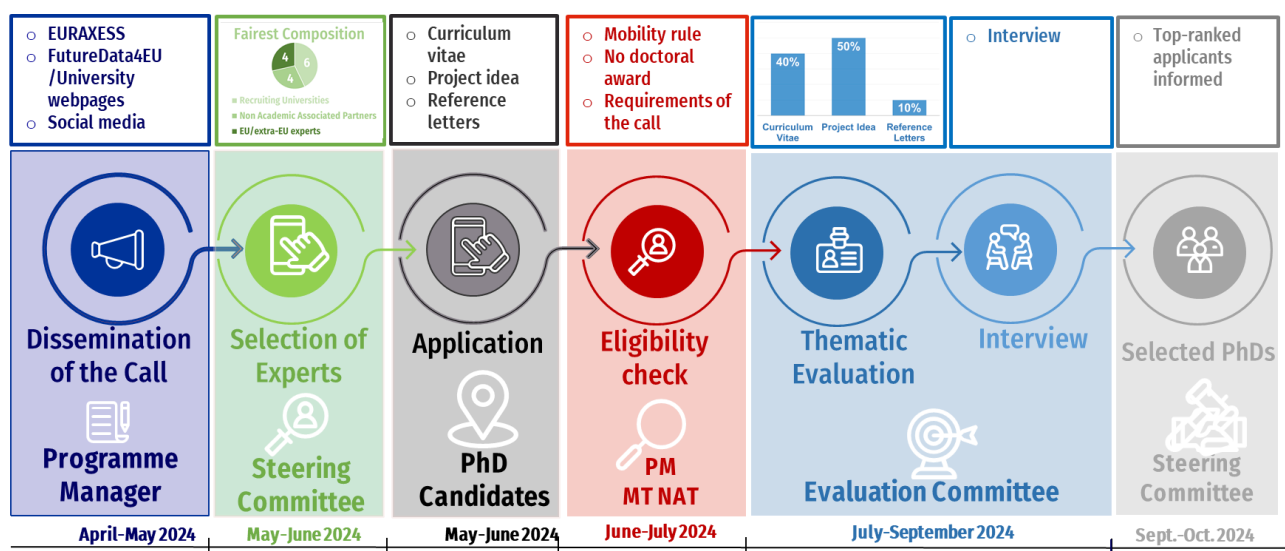 EURAXESS
FutureData4EU
/University
webpages
Social media
Fairest Composition
4
6
4
Recruiting Universities
Non Academic Associated Partners
EU/extra-EU experts
Curriculum
vitae
Project idea
Reference
letters
Mobility rule
No doctoral
award
Requirements of
the call
40%
50%
10%
Curriculum
Vitae
Project Idea
Reference
Letters
Interview
Top-ranked
applicants
informed
Dissemination
of the Call
Selection of
Experts
Application
Eligibility
check
Thematic
Evaluation
Interview
Selected PhDs
Programme
Manager
Steering
Committee
PhD
Candidates
PM
MT NAT
Evaluation Committee
Steering
Committee
April-May 2024
May-June 2024
May-June 2024
June-July 2024
July-September 2024
Sept.-Oct. 2024